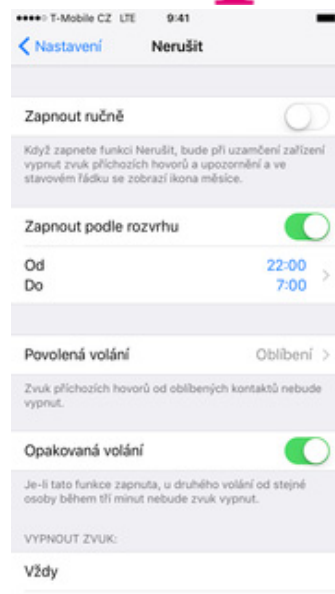 T-Mobile CZ LTE 9:41
Nastavení Nerušit
Zapnout ručně
Když zapnete funkci Nerušit, bude při uzamčení zařízení
vypnut zvuk příchozích hovorů a upozornění a ve
stavovém řádku se zobrazí ikona měsíce.
Zapnout podle rozvrhu
Od 22:00
Do 7:00
Povolená volání Oblíbení
Zvuk příchozích hovorů od oblíbených kontaktů nebude
vypnut.
Opakovaná volání
Je-li tato funkce zapnuta, u druhého volání od stejné
osoby během tří minut nebude zvuk vypnut.
VYPNOUT ZVUK:
Vždy